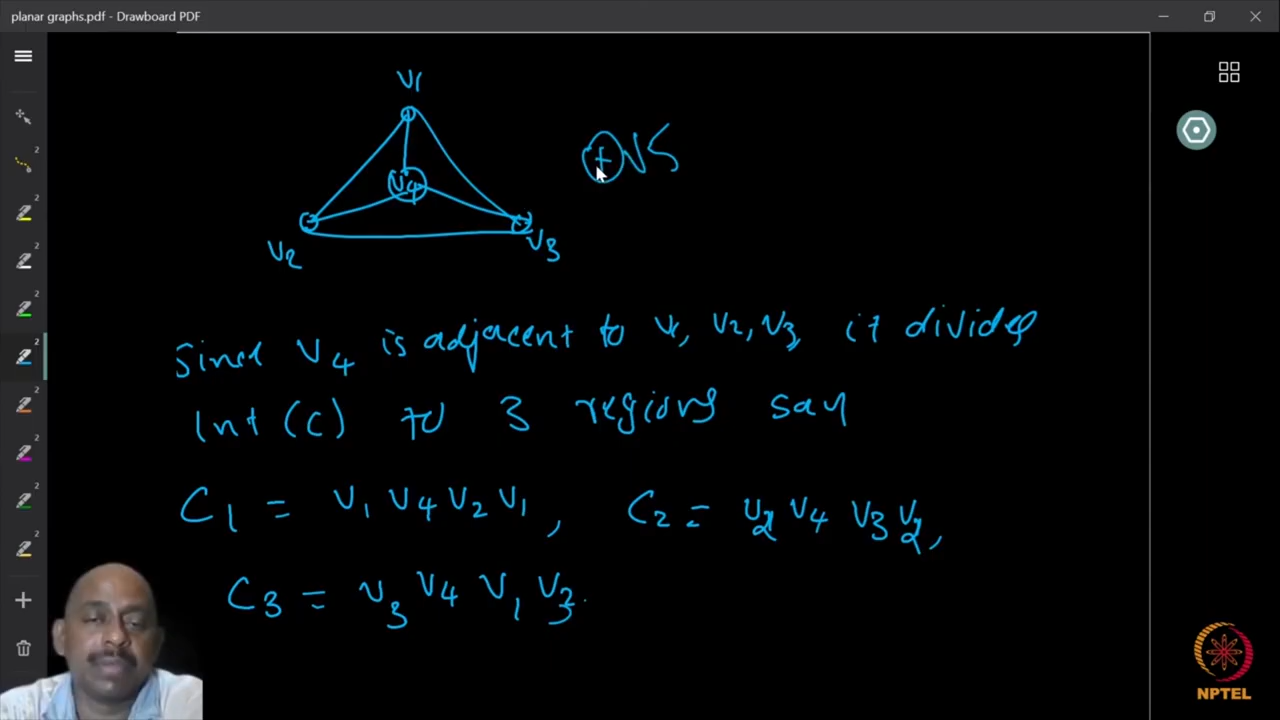 planar graphs.pdf - Drawboard PDF
v1
v4
v5
v2
v3
Since v4 is adjacent to v1, v2, v3, it divides
Int (C) to 3 regions say
C1 = v1 v4 v2 v1, C2 = v2 v4 v3 v2,
C3 = v3 v4 v1 v3.
NPTEL